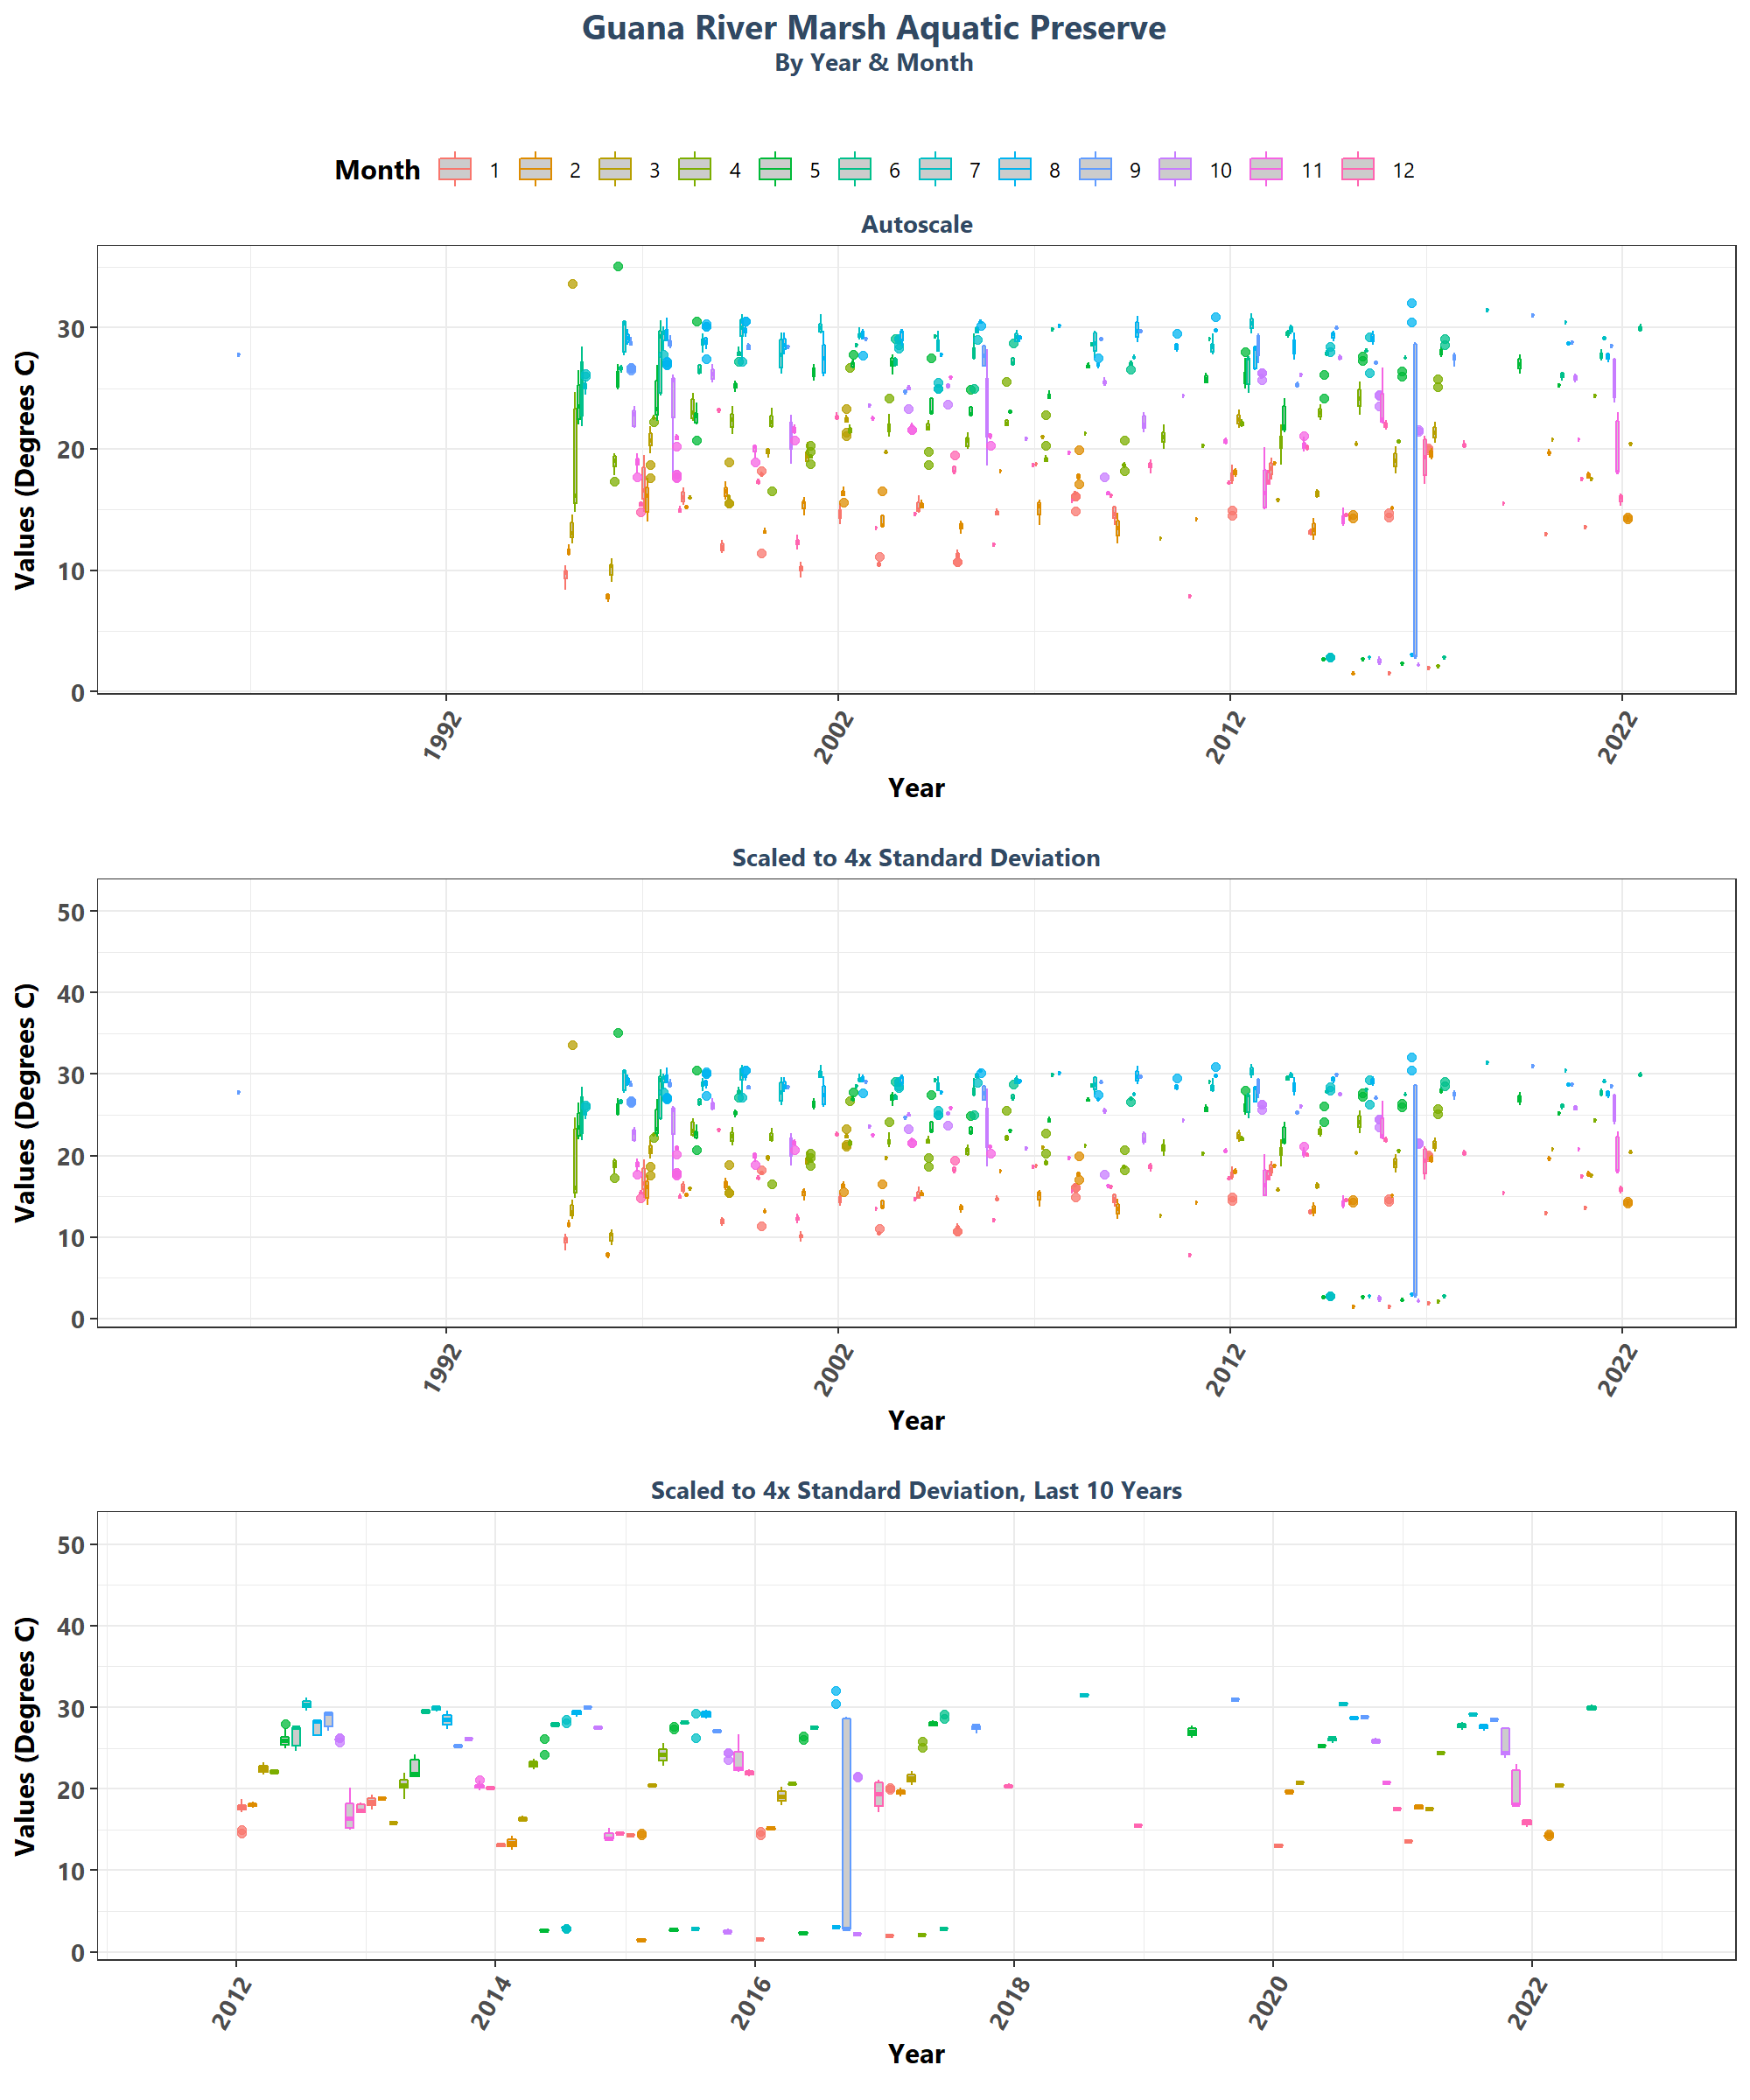 Guana River Marsh Aquatic Preserve
By Year & Month
Month 1 2 3 4 5 6 7 8 9 10 11 12
Autoscale
Values (Degrees C)
30
20
10
0
1992 2002 2012 2022
Year
Scaled to 4x Standard Deviation
Values (Degrees C)
50
40
30
20
10
0
1992 2002 2012 2022
Year
Scaled to 4x Standard Deviation, Last 10 Years
Values (Degrees C)
50
40
30
20
10
0
2012 2014 2016 2018 2020 2022
Year